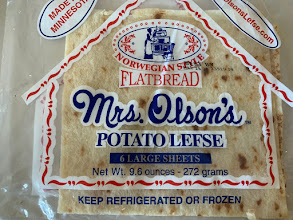 MADE
MINNESOTA
OlsonsLefse.com
NORWEGIAN STYLE
FLATBREAD
Mrs. Olson's™
POTATO LEFSE
6 LARGE SHEETS
Net Wt. 9.6 ounces - 272 grams
KEEP REFRIGERATED OR FROZEN